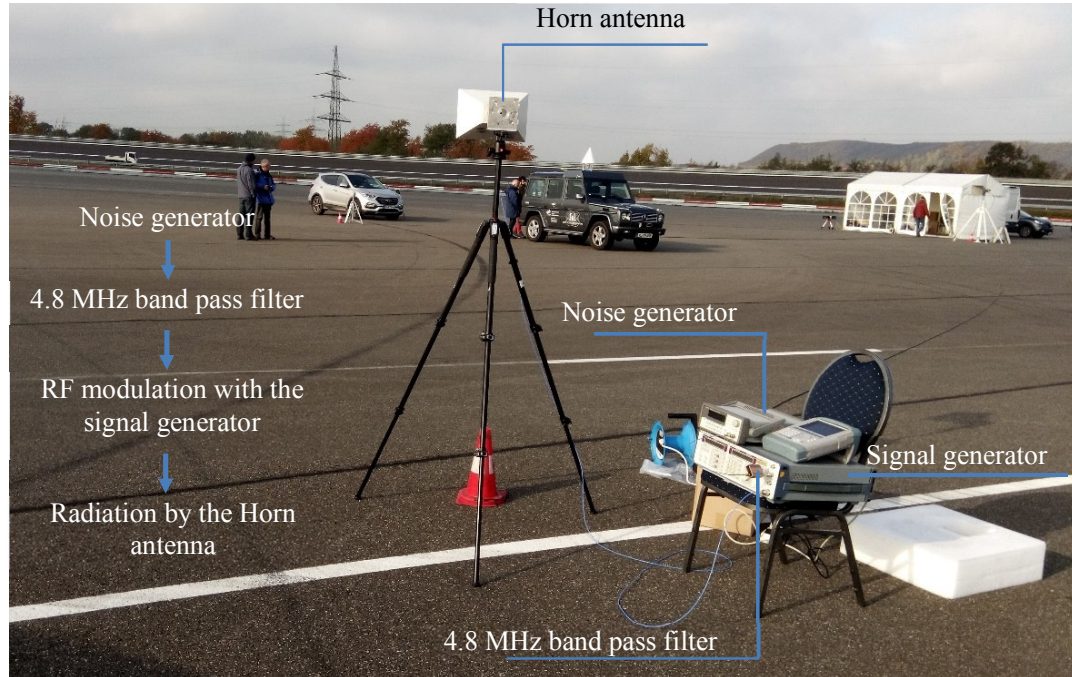 Horn antenna
Noise generator
4.8 MHz band pass filter
RF modulation with the
signal generator
Radiation by the Horn
antenna
Noise generator
Signal generator
4.8 MHz band pass filter